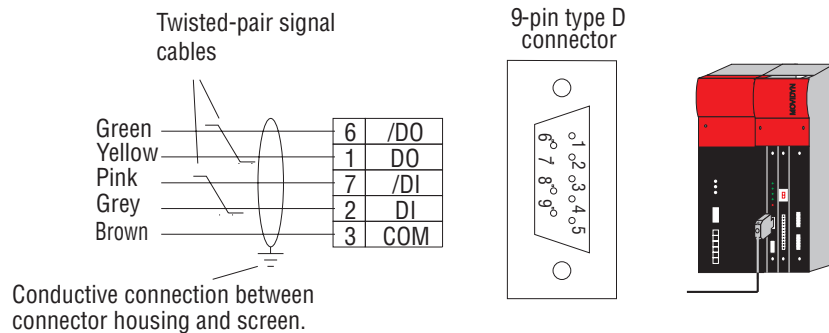 Twisted-pair signal
cables
9-pin type D
connector
Green
Yellow
Pink
Grey
Brown
6 /DO
1 DO
7 /DI
2 DI
3 COM
6 7 8 9
1 2 3 4 5
MOVIDYN
Conductive connection between
connector housing and screen.